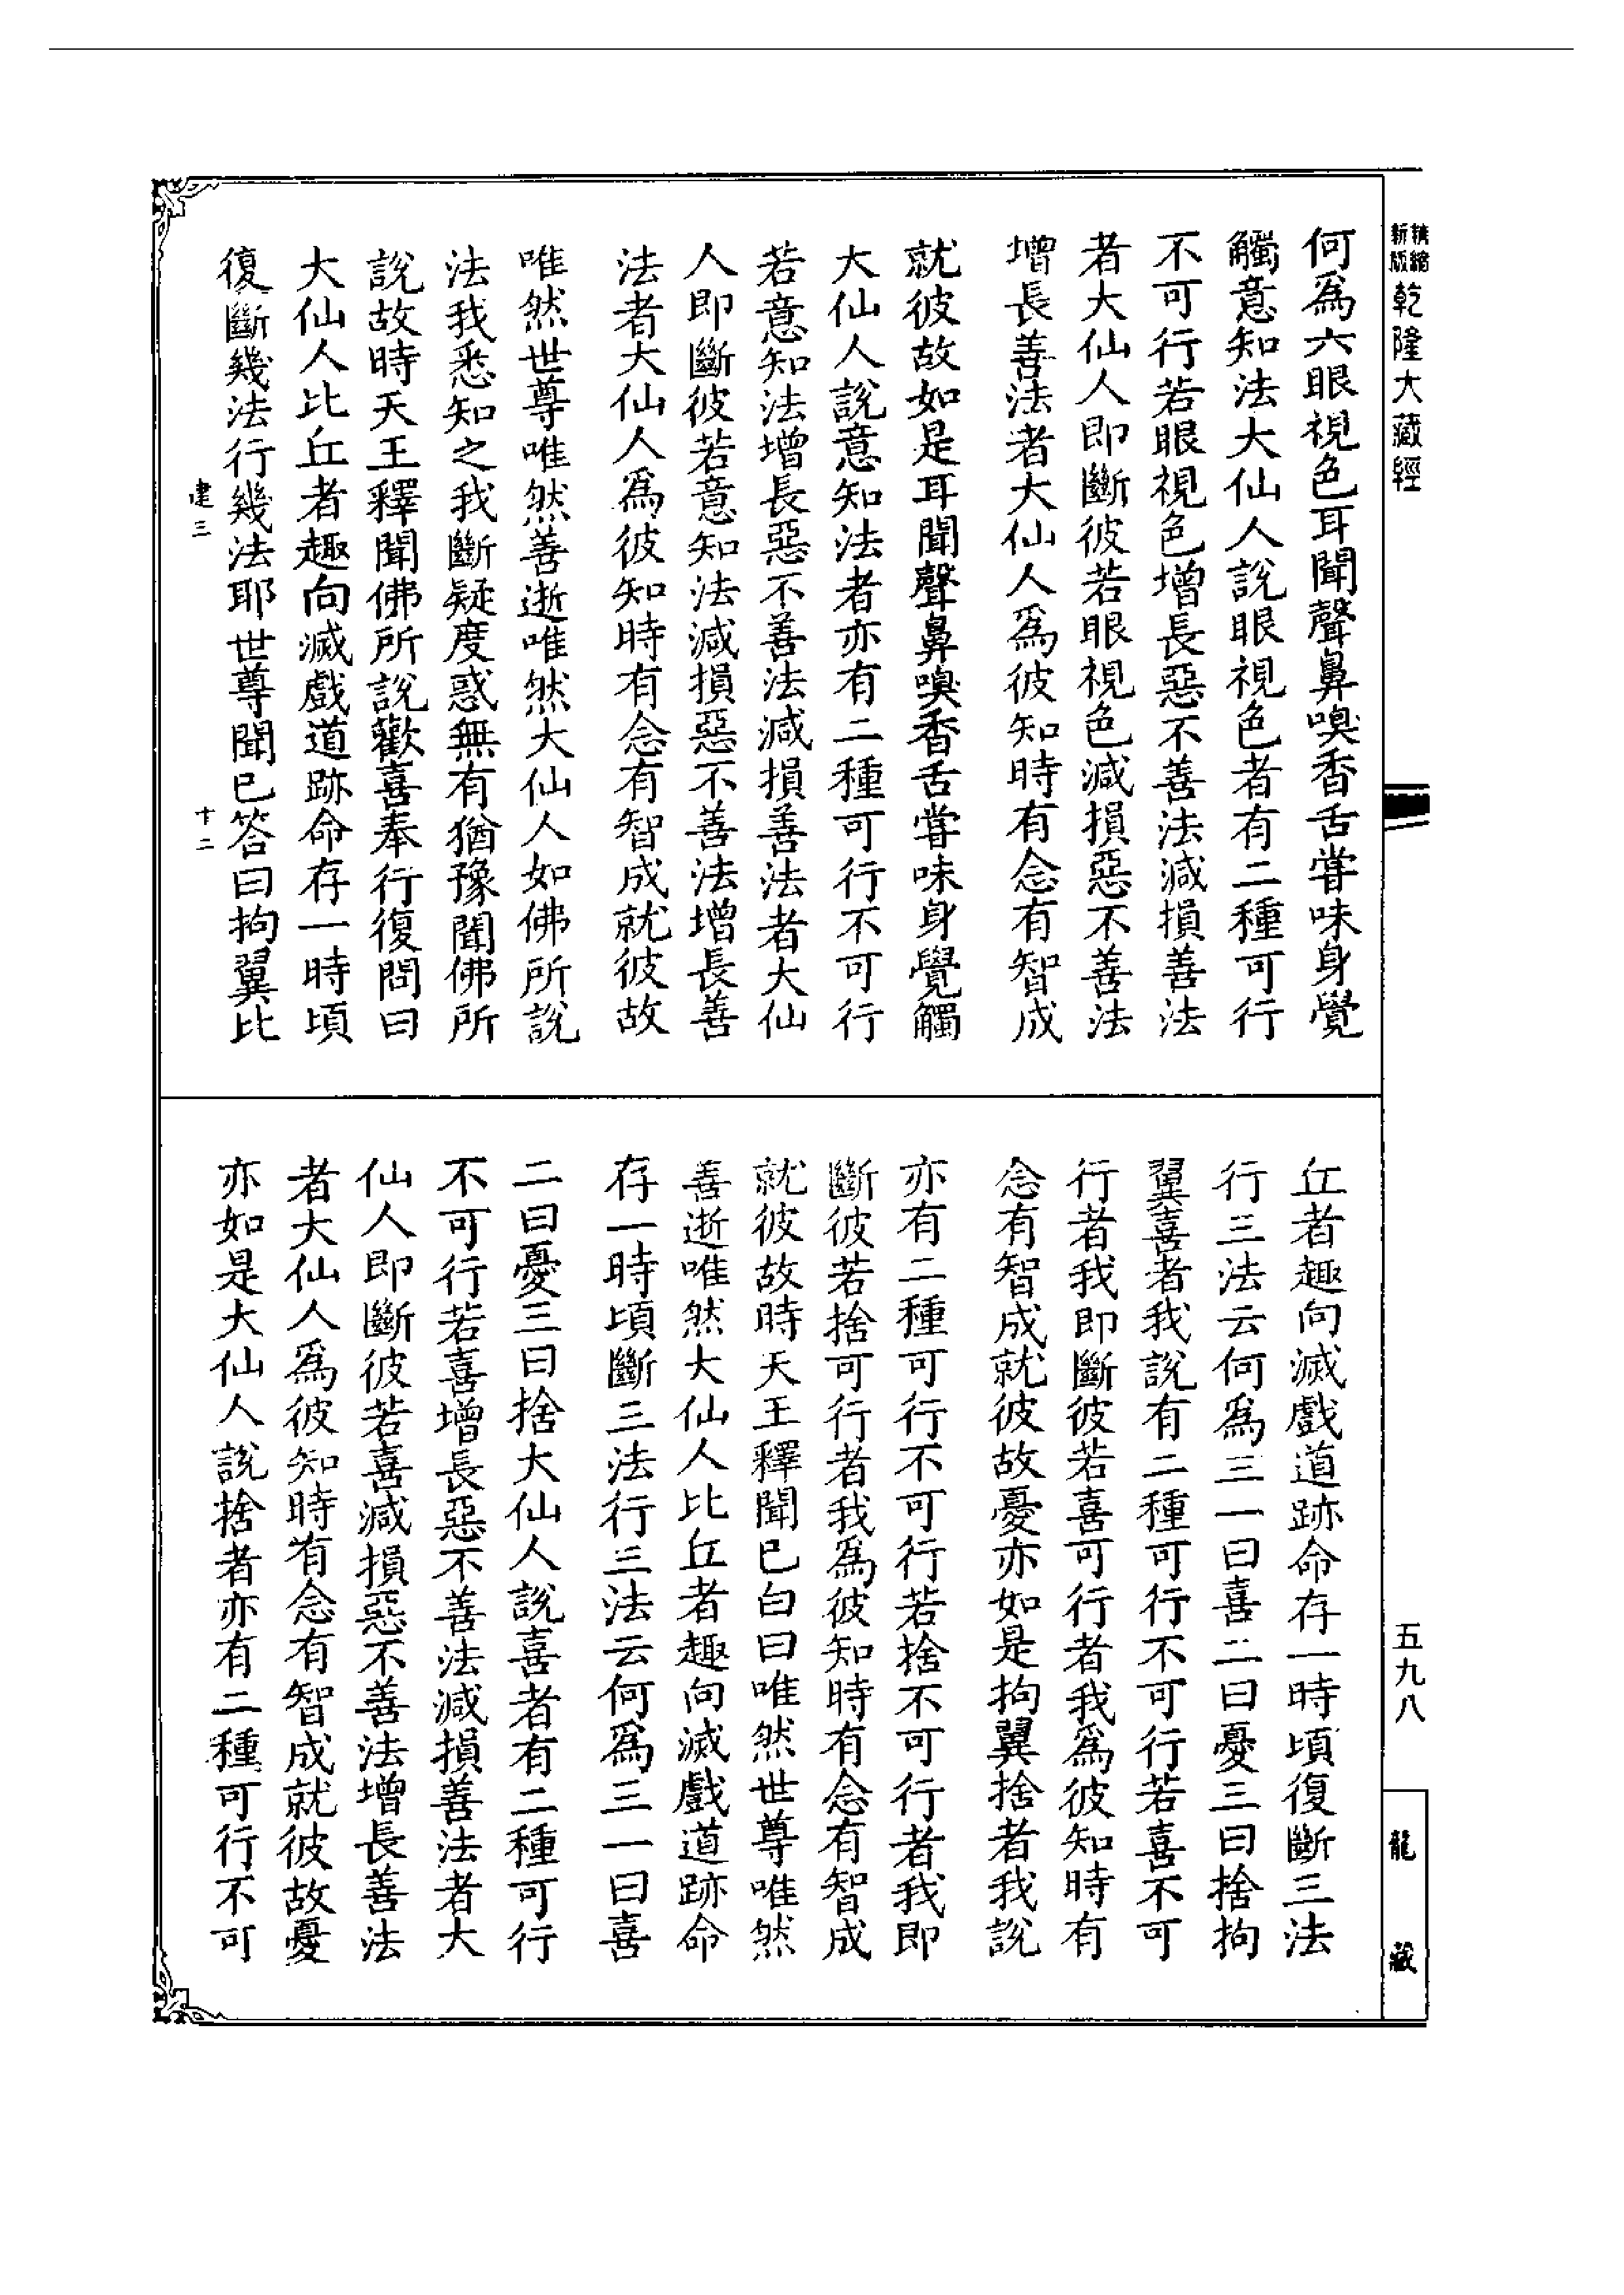 精縮新版乾隆大藏經
五九八
龍藏
何爲六眼視色耳聞聲鼻嗅香舌甞味身覺
觸意知法大仙人說眼視色者有二種可行
不可行若眼視色增長惡不善法減損善法
者大仙人即斷彼若眼視色減損惡不善法
增長善法者大仙人爲彼知時有念有智成
就彼故如是耳聞聲鼻嗅香舌甞味身覺觸
大仙人說意知法者亦有二種可行不可行
若意知法增長惡不善法減損善法者大仙
人即斷彼若意知法減損惡不善法增長善
法者大仙人爲彼知時有念有智成就彼故
唯然世尊唯然善逝唯然大仙人如佛所說
法我悉知之我斷疑度惑無有猶豫聞佛所
說故時天王釋聞佛所說歡喜奉行復問曰
大仙人比丘者趣向滅戲道跡命存一時頃
復斷幾法行幾法耶世尊聞已答曰拘翼比
建三
十二
丘者趣向滅戲道跡命存一時頃復斷三法
行三法云何爲三一曰喜二曰憂三曰捨拘
翼喜者我說有二種可行不可行若喜不可
行者我即斷彼若喜可行者我爲彼知時有
念有智成就彼故憂亦如是拘翼捨者我說
亦有二種可行不可行若捨不可行者我即
斷彼若捨可行者我爲彼知時有念有智成
就彼故時天王釋聞已白曰唯然世尊唯然
善逝唯然大仙人比丘者趣向滅戲道跡命
存一時頃斷三法行三法云何爲三一曰喜
二曰憂三曰捨大仙人說喜者有二種可行
不可行若喜增長惡不善法減損善法者大
仙人即斷彼若喜減損惡不善法增長善法
者大仙人爲彼知時有念有智成就彼故憂
亦如是大仙人說捨者亦有二種可行不可